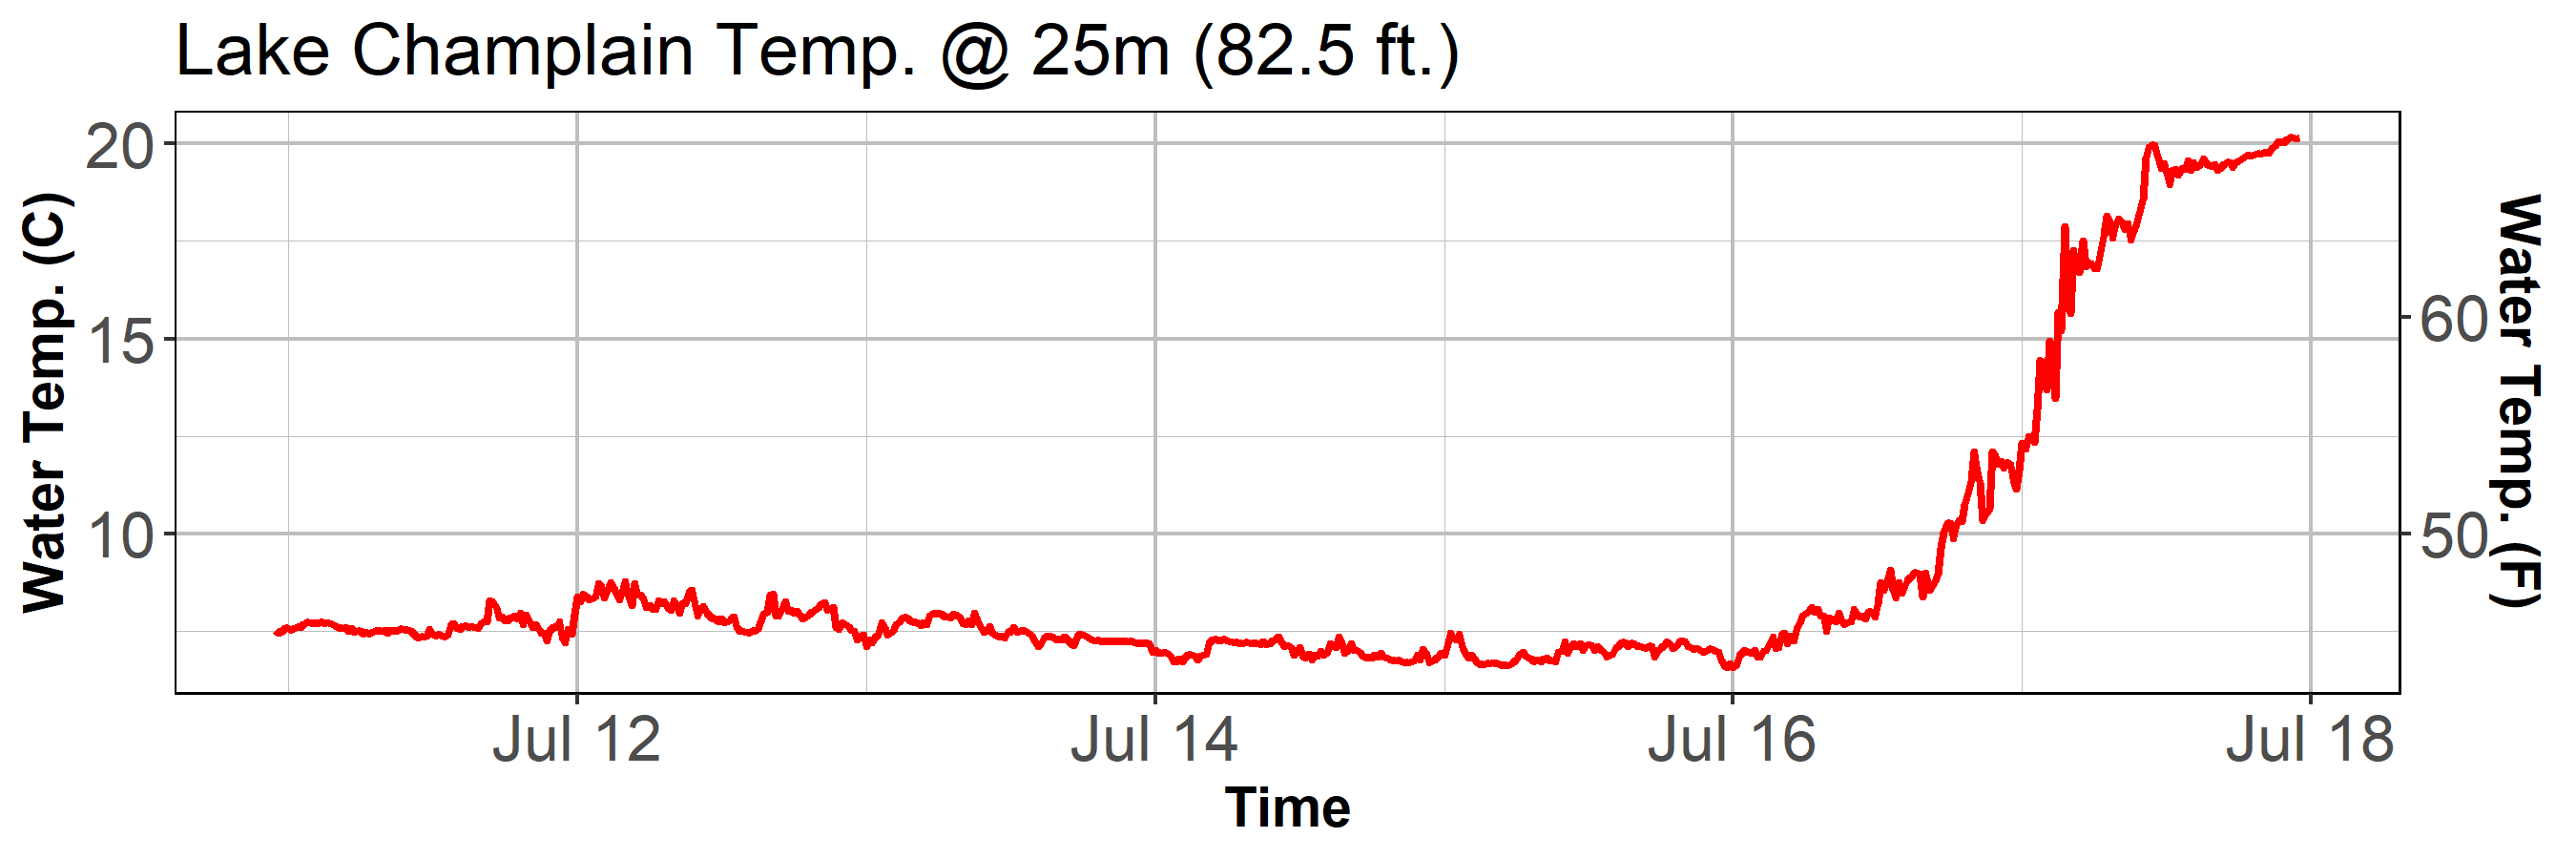 Lake Champlain Temp. @ 25m (82.5 ft.)
Water Temp. (C)
20
15
10
60
50
Water Temp. (F)
Jul 12
Jul 14
Jul 16
Jul 18
Time